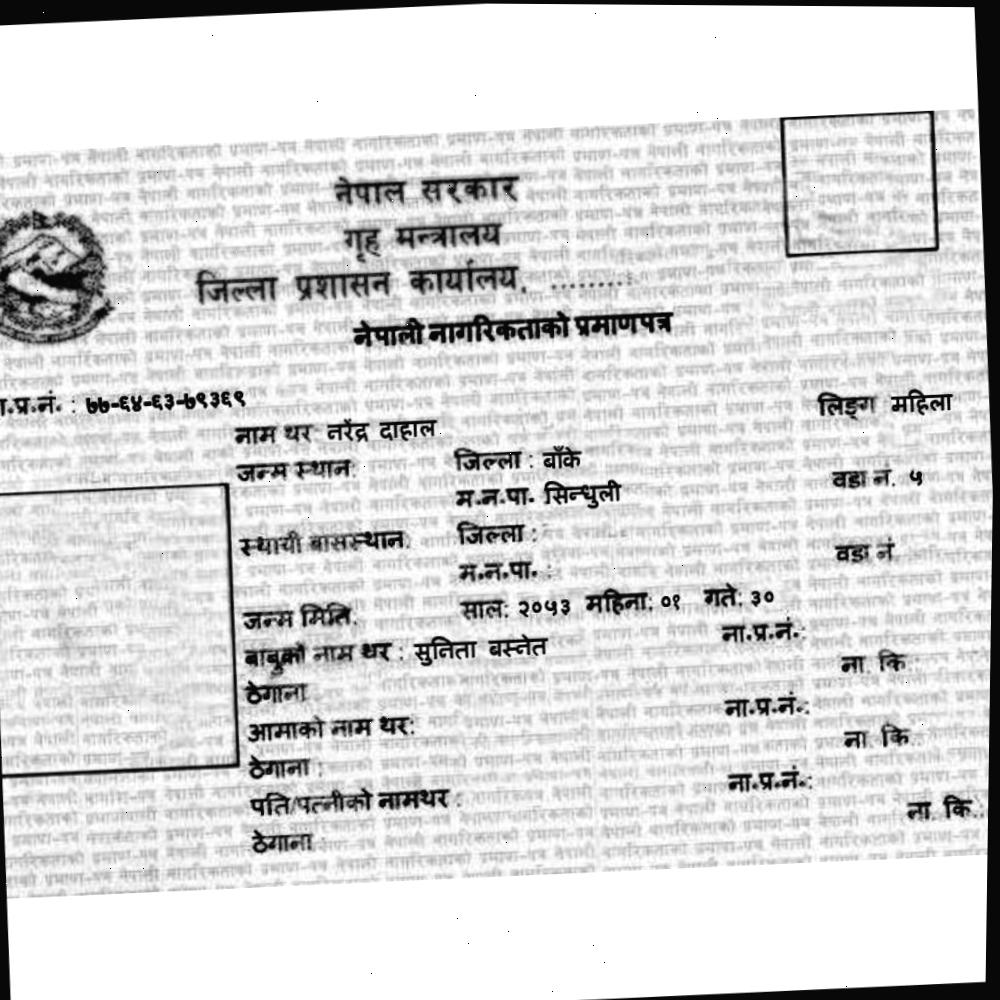 नेपाल सरकार
गृह मन्त्रालय
जिल्ला प्रशासन कार्यालय, .........
नेपाली नागरिकताको प्रमाणपत्र
ना.प्र.नं. : ७७-६४-६३-७९३६९
लिङ्ग महिला
नाम थर नरेंद्र दाहाल
जन्म स्थान: जिल्ला : बाँके
म.न.पा. सिन्धुली वडा नं. ५
स्थायी बासस्थान: जिल्ला :
म.न.पा. : वडा नं.
जन्म मिति: साल: २०५३ महिना: ०१ गते: ३०
बाबुको नाम थर : सुनिता बस्नेत ना.प्र.नं.:
ठेगाना ना. कि.:
आमाको नाम थर: ना.प्र.नं.:
ठेगाना : ना. कि.:
पति/पत्नीको नामथर : ना.प्र.नं.:
ठेगाना ना. कि.: